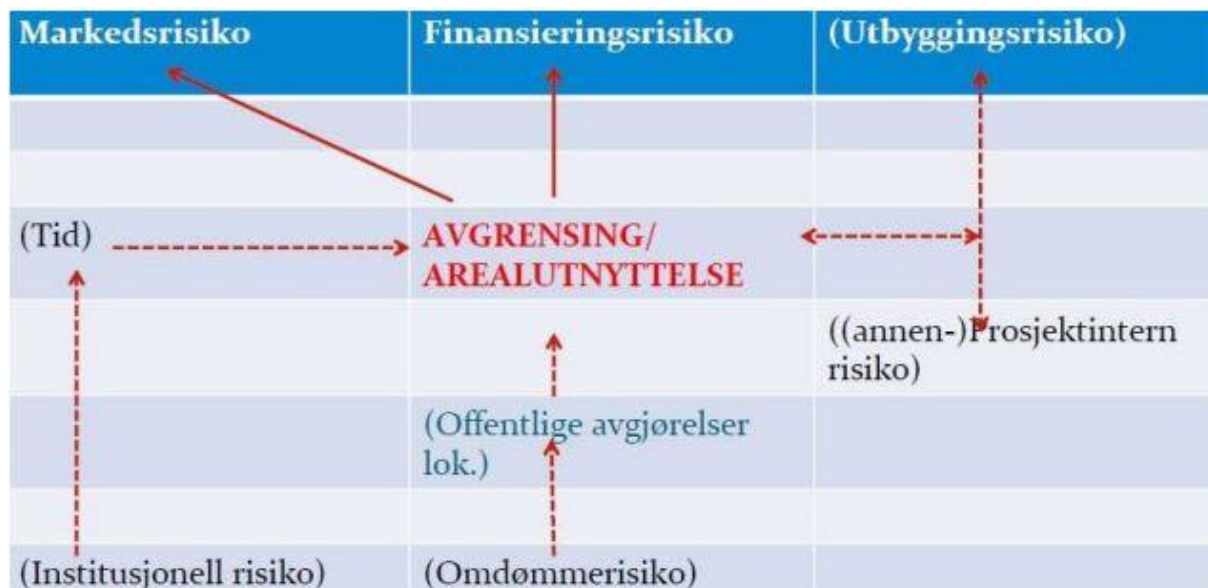 Markedsrisiko
Finansieringsrisiko
(Utbyggingsrisiko)
(Tid)
AVGRENSING/
AREALUTNYTTELSE
((annen-)Prosjektintern
risiko)
(Offentlige avgjørelser
lok.)
(Institusjonell risiko)
(Omdømmerisiko)